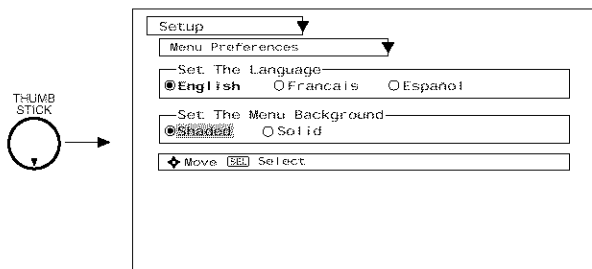 Setup
Menu Preferences
Set The Language
English Francais Español
THUMB
STICK
Set The Menu Background
Shaded Solid
Move SEL Select